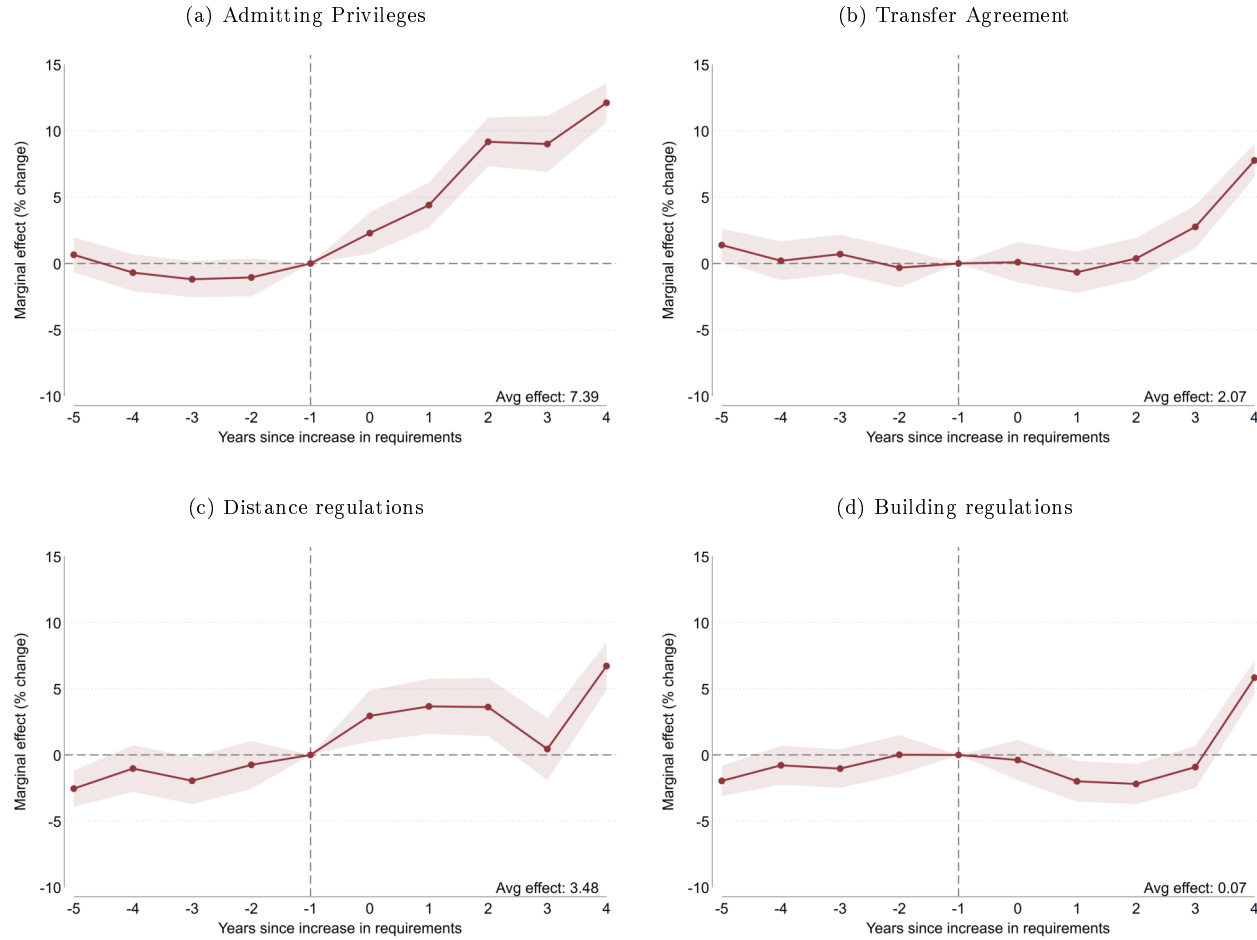 (a) Admitting Privileges
15
10
5
0
-5
-10
Marginal effect (% change)
Avg effect: 7.39
-5 -4 -3 -2 -1 0 1 2 3 4
Years since increase in requirements
(b) Transfer Agreement
15
10
5
0
-5
-10
Marginal effect (% change)
Avg effect: 2.07
-5 -4 -3 -2 -1 0 1 2 3 4
Years since increase in requirements
(c) Distance regulations
15
10
5
0
-5
-10
Marginal effect (% change)
Avg effect: 3.48
-5 -4 -3 -2 -1 0 1 2 3 4
Years since increase in requirements
(d) Building regulations
15
10
5
0
-5
-10
Marginal effect (% change)
Avg effect: 0.07
-5 -4 -3 -2 -1 0 1 2 3 4
Years since increase in requirements